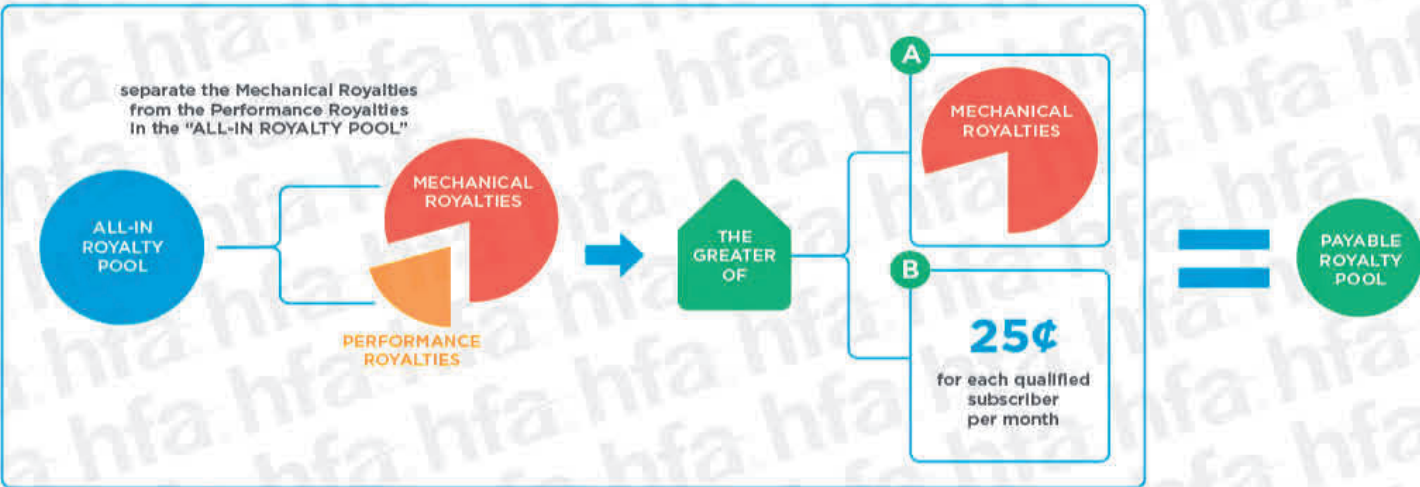 separate the Mechanical Royalties
from the Performance Royalties
in the "ALL-IN ROYALTY POOL"
ALL-IN
ROYALTY
POOL
MECHANICAL
ROYALTIES
PERFORMANCE
ROYALTIES
THE
GREATER
OF
A
MECHANICAL
ROYALTIES
B
25¢
for each qualified
subscriber
per month
PAYABLE
ROYALTY
POOL
hfa